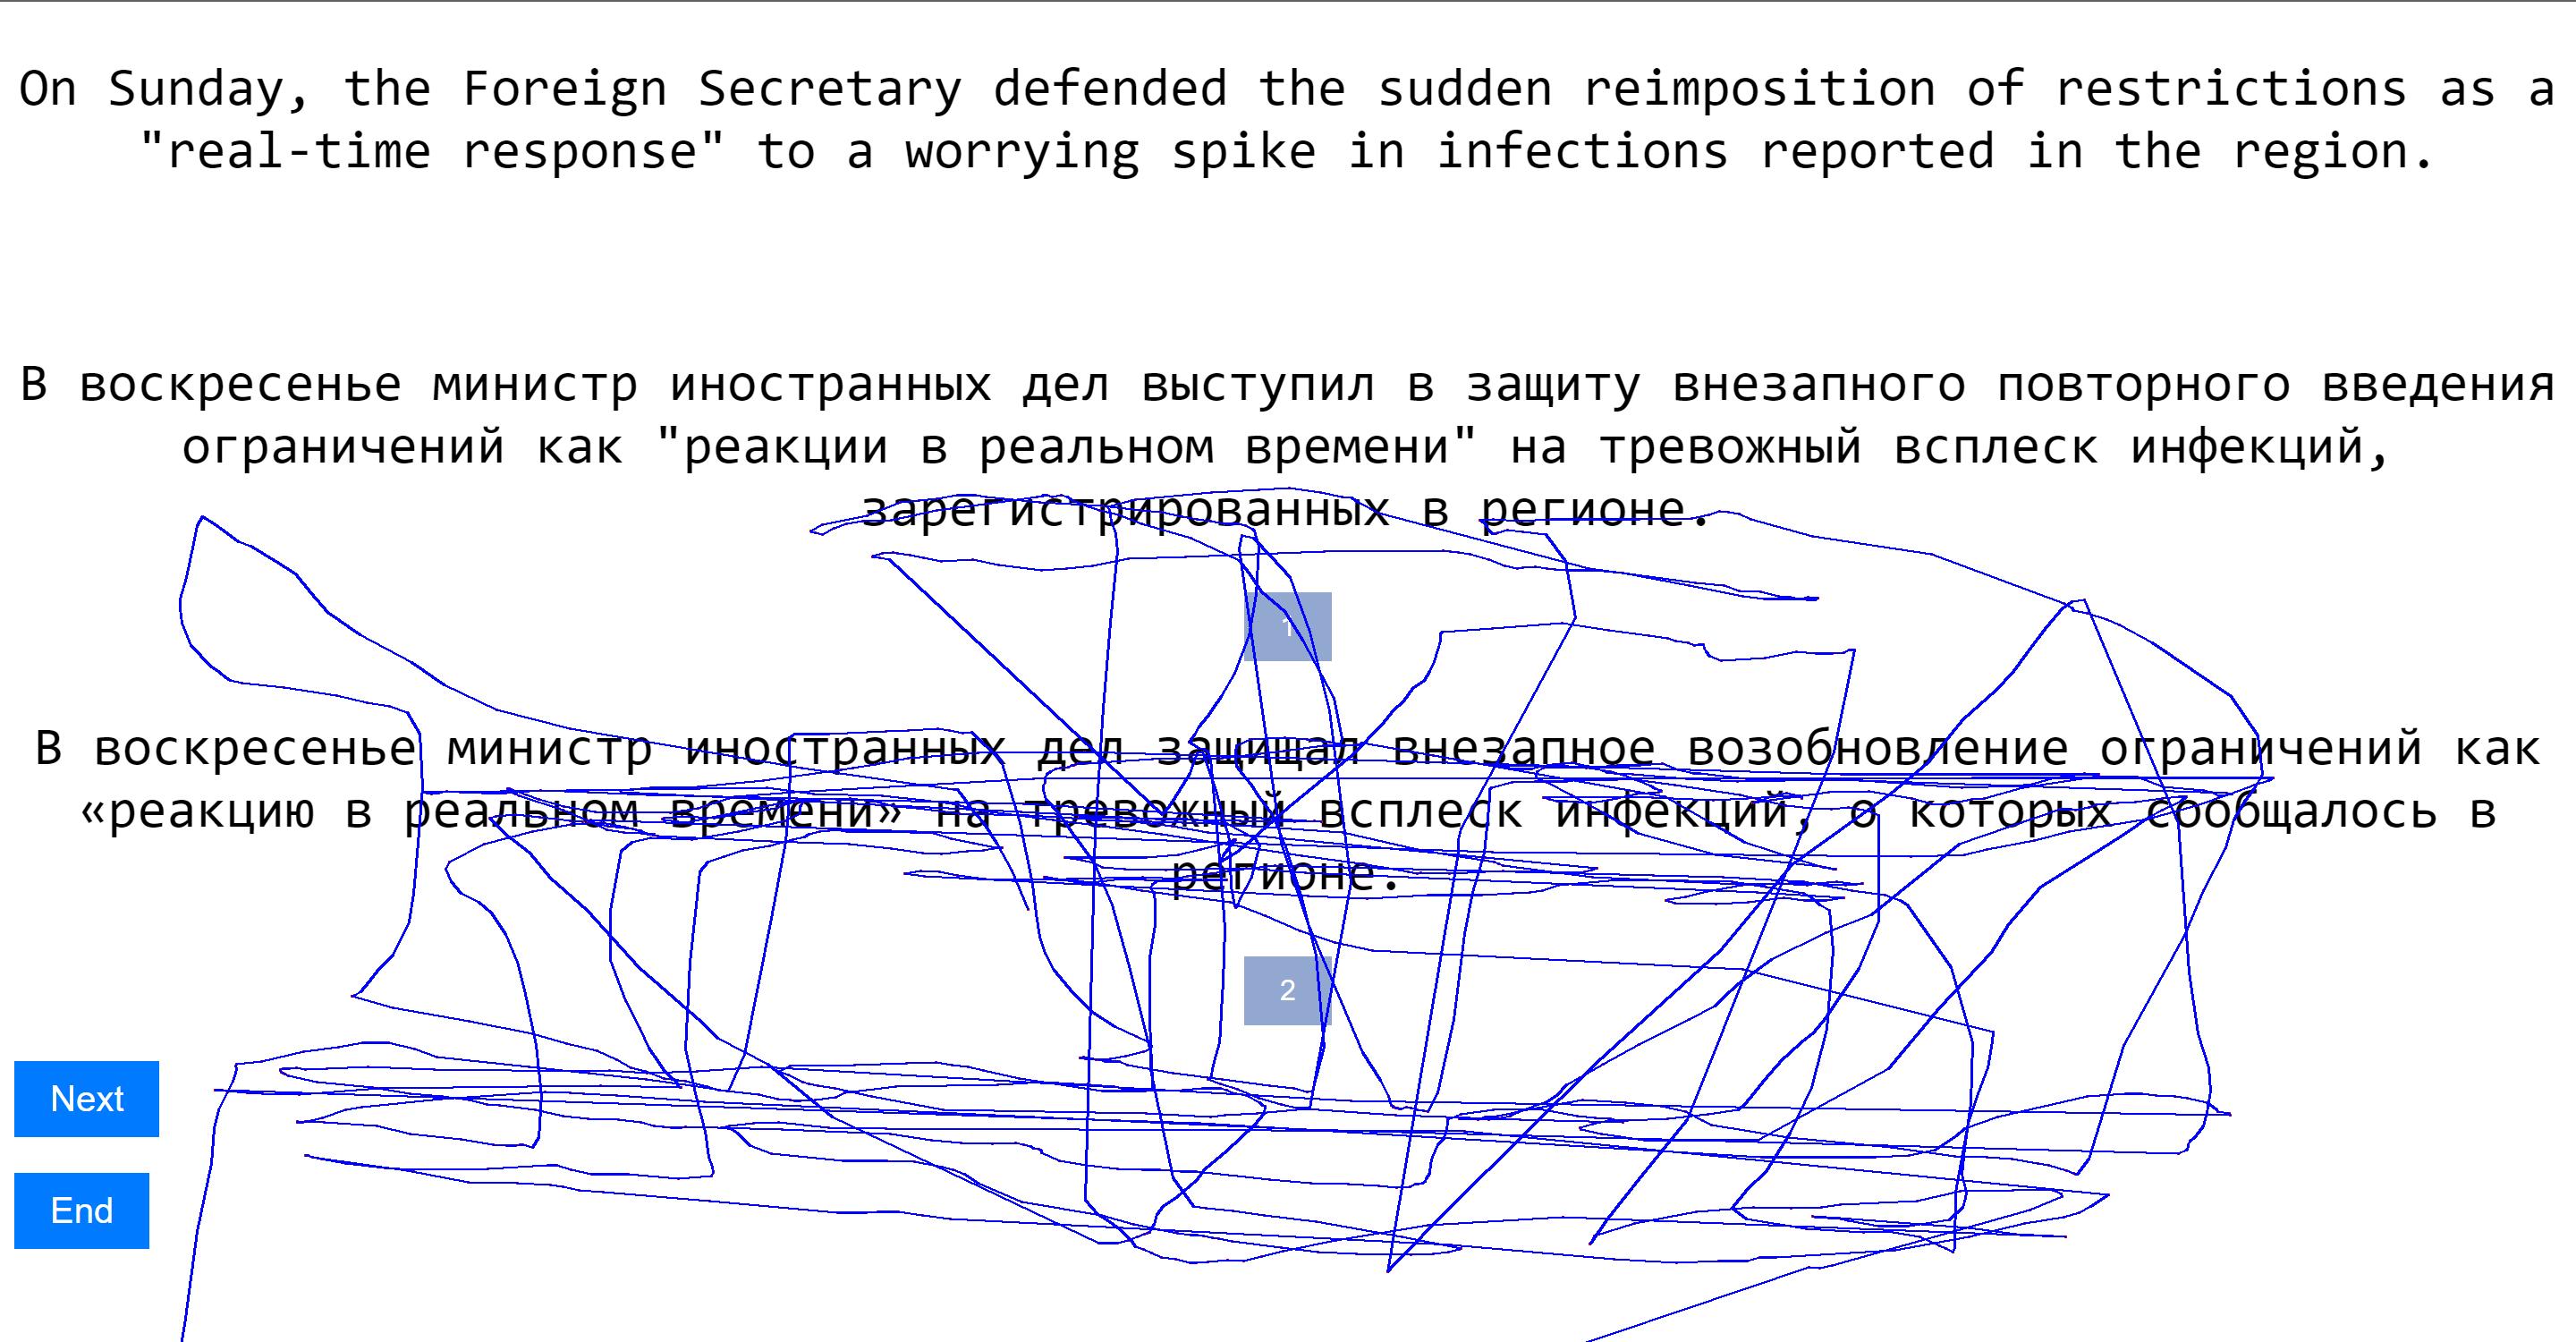 On Sunday, the Foreign Secretary defended the sudden reimposition of restrictions as a
"real-time response" to a worrying spike in infections reported in the region.
В воскресенье министр иностранных дел выступил в защиту внезапного повторного введения
ограничений как "реакции в реальном времени" на тревожный всплеск инфекций,
зарегистрированных в регионе.
1
В воскресенье министр иностранных дел защищал внезапное возобновление ограничений как
«реакцию в реальном времени» на тревожный всплеск инфекций, о которых сообщалось в
регионе.
2
Next
End